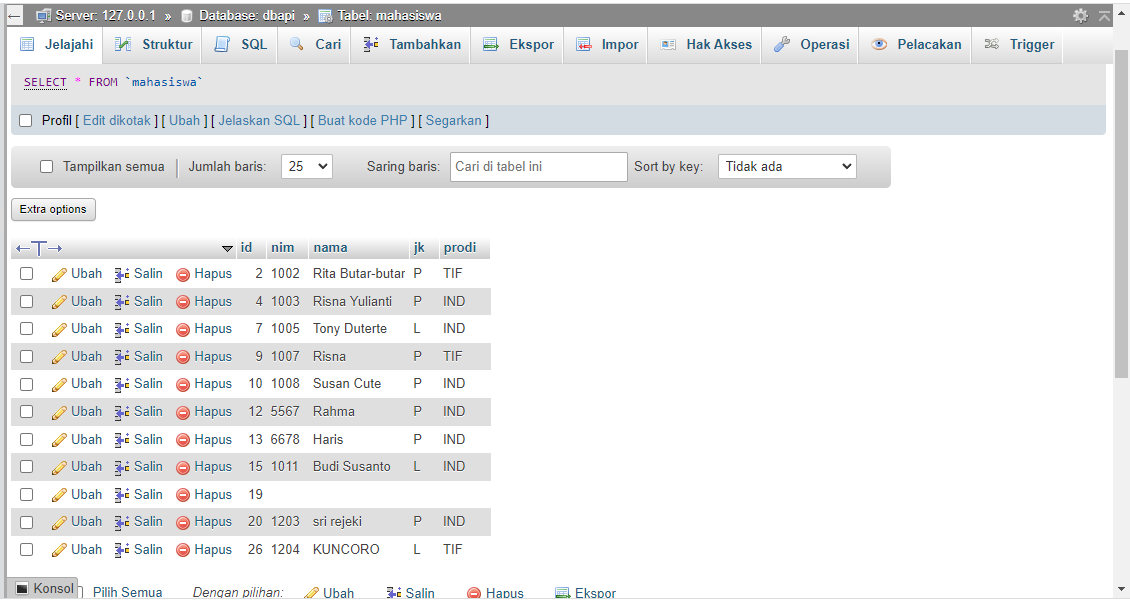 Server: 127.0.0.1 » Database: dbapi » Tabel: mahasiswa
Jelajahi Struktur SQL Cari Tambahkan Ekspor Impor Hak Akses Operasi Pelacakan Trigger
SELECT * FROM `mahasiswa`
Profil [ Edit dikotak ] [ Ubah ] [ Jelaskan SQL ] [ Buat kode PHP ] [ Segarkan ]
Tampilkan semua Jumlah baris: 25 Saring baris: Cari di tabel ini Sort by key: Tidak ada
Extra options
←T→ id nim nama jk prodi
Ubah Salin Hapus 2 1002 Rita Butar-butar P TIF
Ubah Salin Hapus 4 1003 Risna Yulianti P IND
Ubah Salin Hapus 7 1005 Tony Duterte L IND
Ubah Salin Hapus 9 1007 Risna P TIF
Ubah Salin Hapus 10 1008 Susan Cute P IND
Ubah Salin Hapus 12 5567 Rahma P IND
Ubah Salin Hapus 13 6678 Haris P IND
Ubah Salin Hapus 15 1011 Budi Susanto L IND
Ubah Salin Hapus 19
Ubah Salin Hapus 20 1203 sri rejeki P IND
Ubah Salin Hapus 26 1204 KUNCORO L TIF
Konsol Pilih Semua Dengan pilihan: Ubah Salin Hapus Ekspor